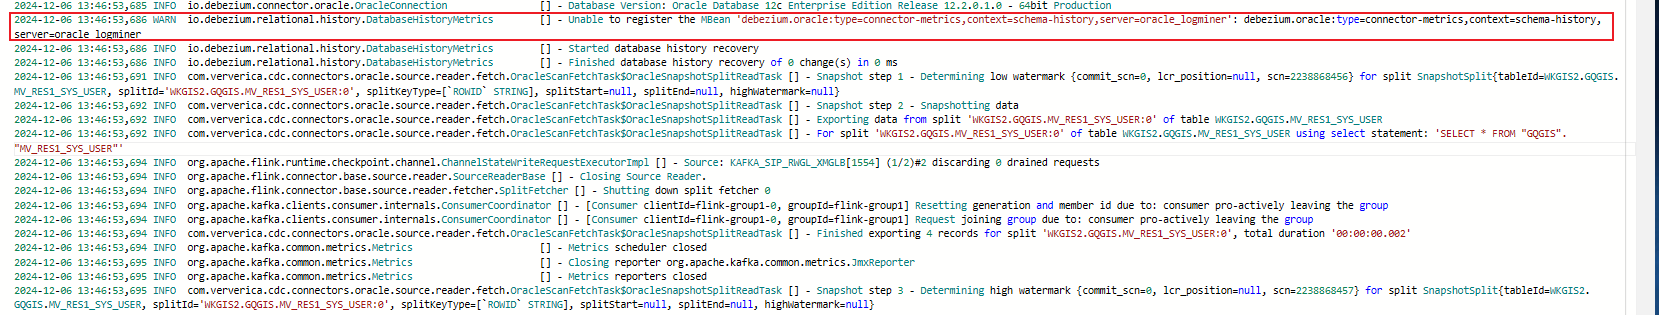 2024-12-06 13:46:53,685 INFO  io.debezium.connector.oracle.OracleConnection                [] - Database Version: Oracle Database 12c Enterprise Edition Release 12.2.0.1.0 - 64bit Production
2024-12-06 13:46:53,686 WARN  io.debezium.relational.history.DatabaseHistoryMetrics        [] - Unable to register the MBean 'debezium.oracle:type=connector-metrics,context=schema-history,server=oracle_logminer': debezium.oracle:type=connector-metrics,context=schema-history,
server=oracle_logminer
2024-12-06 13:46:53,686 INFO  io.debezium.relational.history.DatabaseHistoryMetrics        [] - Started database history recovery
2024-12-06 13:46:53,686 INFO  io.debezium.relational.history.DatabaseHistoryMetrics        [] - Finished database history recovery of 0 change(s) in 0 ms
2024-12-06 13:46:53,691 INFO  com.ververica.cdc.connectors.oracle.source.reader.fetch.OracleScanFetchTask$OracleSnapshotSplitReadTask [] - Snapshot step 1 - Determining low watermark {commit_scn=0, lcr_position=null, scn=2238868456} for split SnapshotSplit{tableId=WKGIS2.GQGIS.
MV_RES1_SYS_USER, splitId='WKGIS2.GQGIS.MV_RES1_SYS_USER:0', splitKeyType=[`ROWID` STRING], splitStart=null, splitEnd=null, highWatermark=null}
2024-12-06 13:46:53,692 INFO  com.ververica.cdc.connectors.oracle.source.reader.fetch.OracleScanFetchTask$OracleSnapshotSplitReadTask [] - Snapshot step 2 - Snapshotting data
2024-12-06 13:46:53,692 INFO  com.ververica.cdc.connectors.oracle.source.reader.fetch.OracleScanFetchTask$OracleSnapshotSplitReadTask [] - Exporting data from split 'WKGIS2.GQGIS.MV_RES1_SYS_USER:0' of table WKGIS2.GQGIS.MV_RES1_SYS_USER
2024-12-06 13:46:53,692 INFO  com.ververica.cdc.connectors.oracle.source.reader.fetch.OracleScanFetchTask$OracleSnapshotSplitReadTask [] - For split 'WKGIS2.GQGIS.MV_RES1_SYS_USER:0' of table WKGIS2.GQGIS.MV_RES1_SYS_USER using select statement: 'SELECT * FROM "GQGIS".
"MV_RES1_SYS_USER"'
2024-12-06 13:46:53,694 INFO  org.apache.flink.runtime.checkpoint.channel.ChannelStateWriteRequestExecutorImpl [] - Source: KAFKA_SIP_RWGL_XMGLB[1554] (1/2)#2 discarding 0 drained requests
2024-12-06 13:46:53,694 INFO  org.apache.flink.connector.base.source.reader.SourceReaderBase [] - Closing Source Reader.
2024-12-06 13:46:53,694 INFO  org.apache.flink.connector.base.source.reader.fetcher.SplitFetcher [] - Shutting down split fetcher 0
2024-12-06 13:46:53,694 INFO  org.apache.kafka.clients.consumer.internals.ConsumerCoordinator [] - [Consumer clientId=flink-group1-0, groupId=flink-group1] Resetting generation and member id due to: consumer pro-actively leaving the group
2024-12-06 13:46:53,694 INFO  org.apache.kafka.clients.consumer.internals.ConsumerCoordinator [] - [Consumer clientId=flink-group1-0, groupId=flink-group1] Request joining group due to: consumer pro-actively leaving the group
2024-12-06 13:46:53,694 INFO  com.ververica.cdc.connectors.oracle.source.reader.fetch.OracleScanFetchTask$OracleSnapshotSplitReadTask [] - Finished exporting 4 records for split 'WKGIS2.GQGIS.MV_RES1_SYS_USER:0', total duration '00:00:00.002'
2024-12-06 13:46:53,694 INFO  org.apache.kafka.common.metrics.Metrics                      [] - Metrics scheduler closed
2024-12-06 13:46:53,695 INFO  org.apache.kafka.common.metrics.Metrics                      [] - Closing reporter org.apache.kafka.common.metrics.JmxReporter
2024-12-06 13:46:53,695 INFO  org.apache.kafka.common.metrics.Metrics                      [] - Metrics reporters closed
2024-12-06 13:46:53,695 INFO  com.ververica.cdc.connectors.oracle.source.reader.fetch.OracleScanFetchTask$OracleSnapshotSplitReadTask [] - Snapshot step 3 - Determining high watermark {commit_scn=0, lcr_position=null, scn=2238868457} for split SnapshotSplit{tableId=WKGIS2.
GQGIS.MV_RES1_SYS_USER, splitId='WKGIS2.GQGIS.MV_RES1_SYS_USER:0', splitKeyType=[`ROWID` STRING], splitStart=null, splitEnd=null, highWatermark=null}